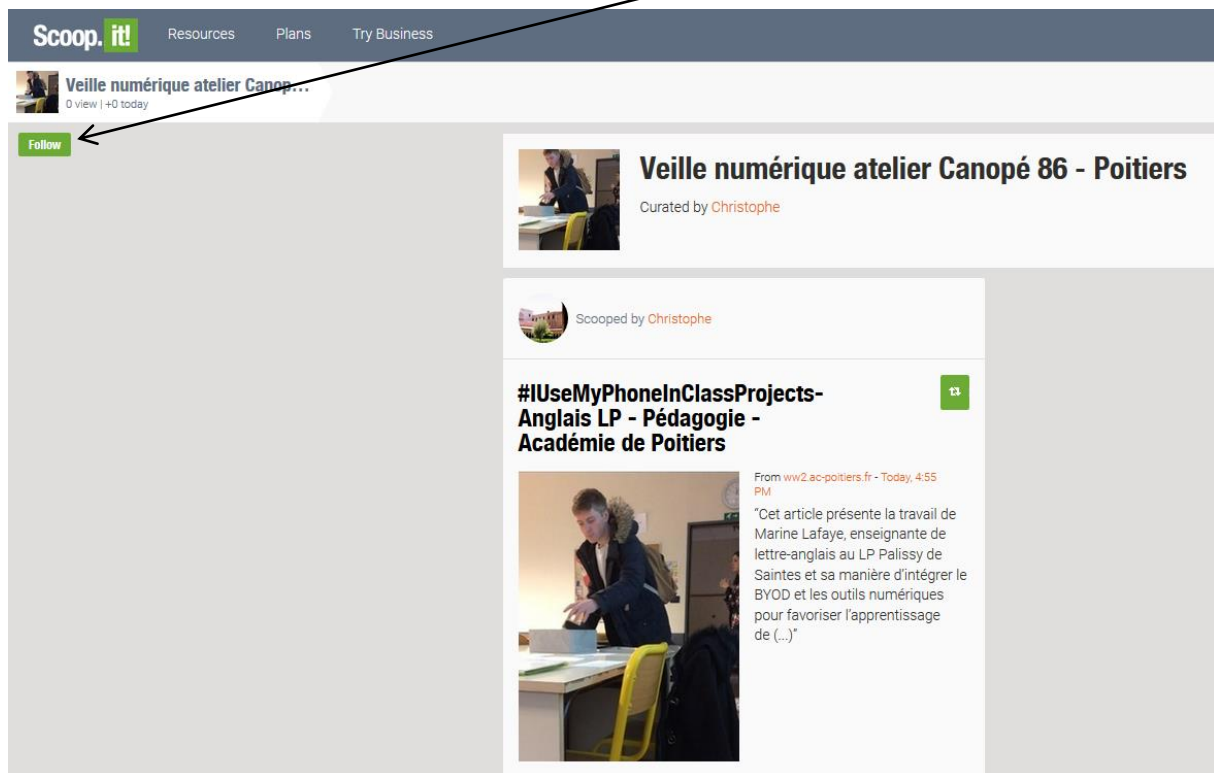 Scoop.it!
Resources
Plans
Try Business
Veille numérique atelier Canop...
0 view | +0 today
Follow
Veille numérique atelier Canopé 86 - Poitiers
Curated by Christophe
Scooped by Christophe
#IUseMyPhoneInClassProjects-
Anglais LP - Pédagogie -
Académie de Poitiers
From ww2.ac-poitiers.fr - Today, 4:55
PM
"Cet article présente la travail de
Marine Lafaye, enseignante de
lettre-anglais au LP Palissy de
Saintes et sa manière d'intégrer le
BYOD et les outils numériques
pour favoriser l'apprentissage
de (...)"